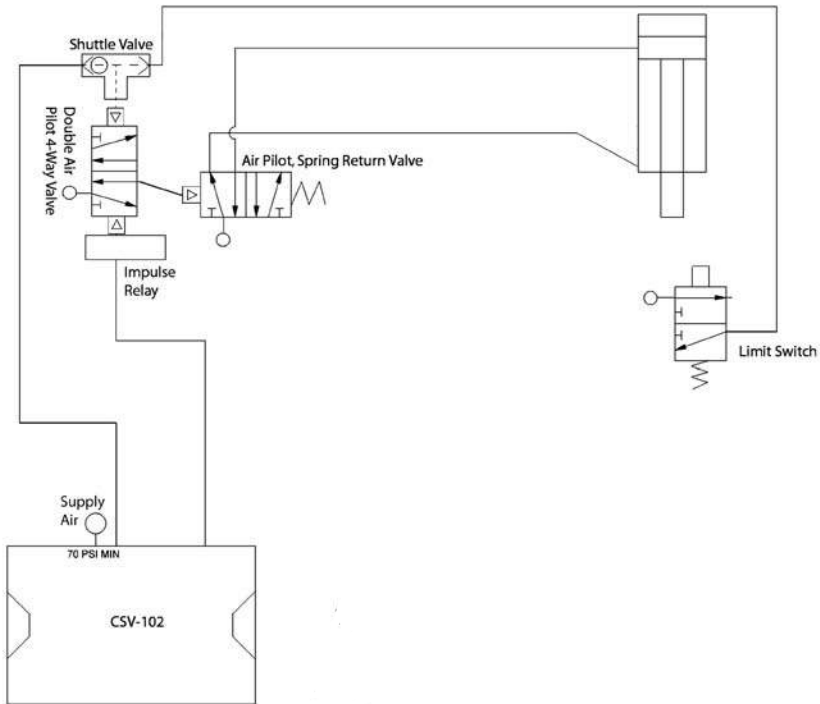 Shuttle Valve
Double Air
Pilot 4-Way Valve
Air Pilot, Spring Return Valve
Impulse
Relay
Limit Switch
Supply
Air
70 PSI MIN
CSV-102